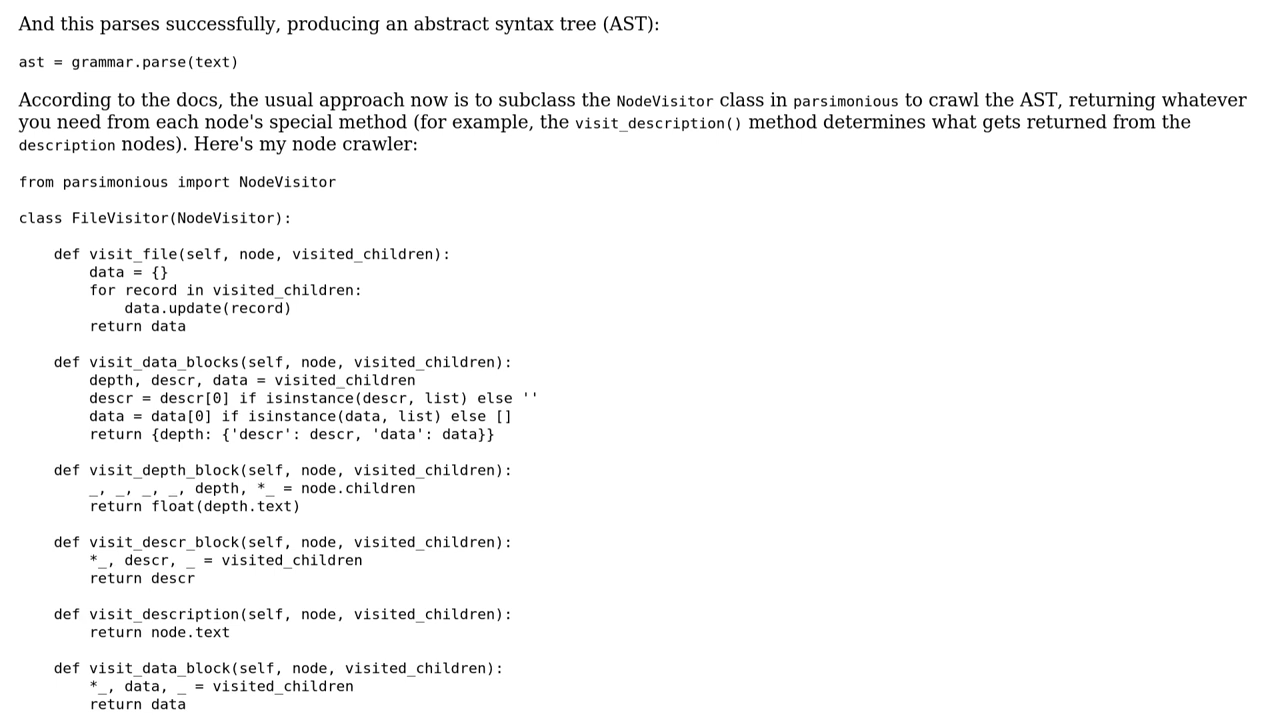 And this parses successfully, producing an abstract syntax tree (AST):
ast = grammar.parse(text)
According to the docs, the usual approach now is to subclass the NodeVisitor class in parsimonious to crawl the AST, returning whatever
you need from each node's special method (for example, the visit_description() method determines what gets returned from the
description nodes). Here's my node crawler:
from parsimonious import NodeVisitor
class FileVisitor(NodeVisitor):
    def visit_file(self, node, visited_children):
        data = {}
        for record in visited_children:
            data.update(record)
        return data
    def visit_data_blocks(self, node, visited_children):
        depth, descr, data = visited_children
        descr = descr[0] if isinstance(descr, list) else ''
        data = data[0] if isinstance(data, list) else []
        return {depth: {'descr': descr, 'data': data}}
    def visit_depth_block(self, node, visited_children):
        _, _, _, _, depth, *_ = node.children
        return float(depth.text)
    def visit_descr_block(self, node, visited_children):
        *_, descr, _ = visited_children
        return descr
    def visit_description(self, node, visited_children):
        return node.text
    def visit_data_block(self, node, visited_children):
        *_, data, _ = visited_children
        return data